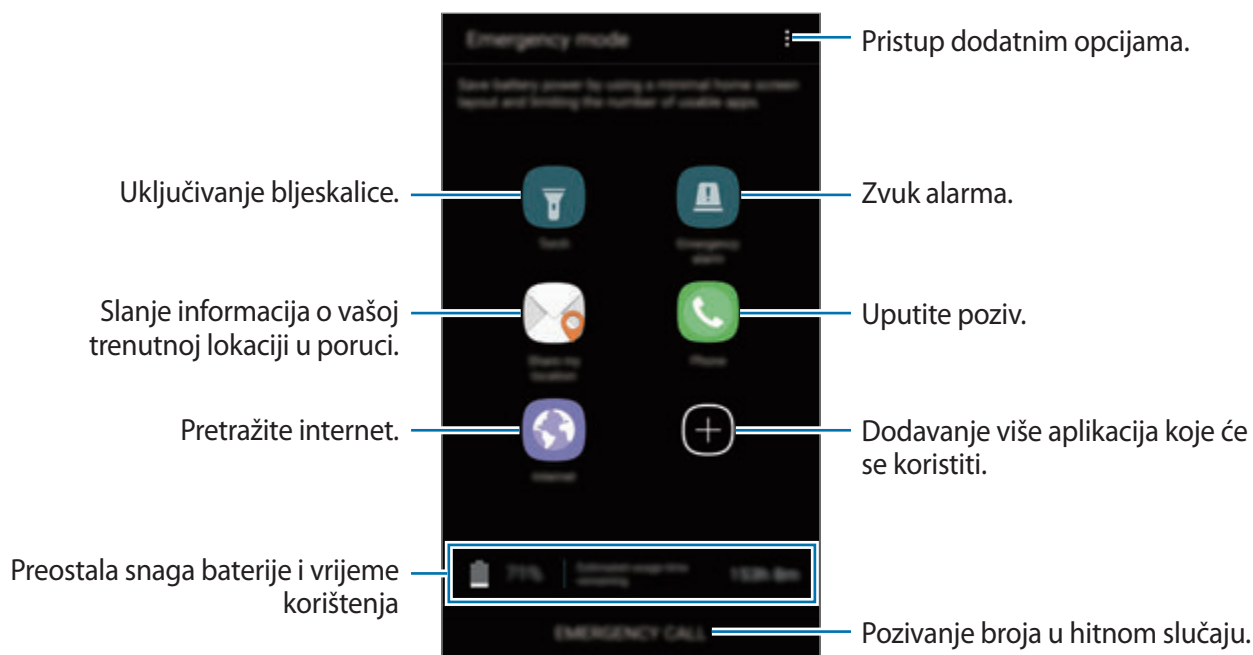 Emergency mode
Pristup dodatnim opcijama.
Save battery power by using a minimal home screen
layout and limiting the number of usable apps.
Uključivanje bljeskalice.
Zvuk alarma.
Torch
Emergency
alarm
Slanje informacija o vašoj
trenutnoj lokaciji u poruci.
Uputite poziv.
Share my
location
Phone
Pretražite internet.
Dodavanje više aplikacija koje će
se koristiti.
Internet
Preostala snaga baterije i vrijeme
korištenja
71%
Estimated usage time
remaining
153h 8m
EMERGENCY CALL
Pozivanje broja u hitnom slučaju.